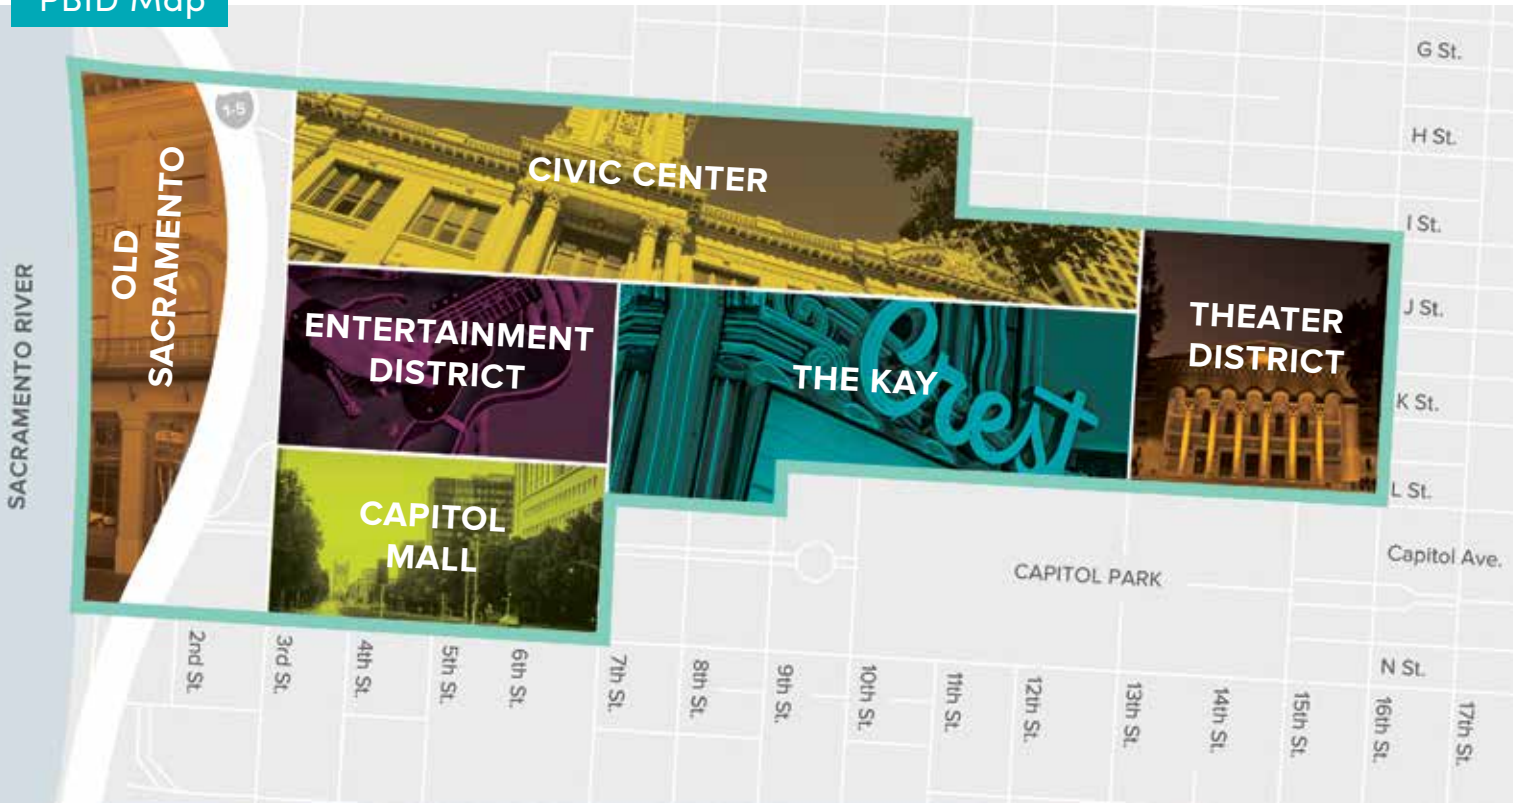 PBID Map
G St.
I-5
H St.
CIVIC CENTER
I St.
OLD
SACRAMENTO
SACRAMENTO RIVER
J St.
THEATER
DISTRICT
ENTERTAINMENT
DISTRICT
THE KAY
Crest
K St.
L St.
CAPITOL
MALL
Capitol Ave.
CAPITOL PARK
N St.
2nd St.
3rd St.
4th St.
5th St.
6th St.
7th St.
8th St.
9th St.
10th St.
11th St.
12th St.
13th St.
14th St.
15th St.
16th St.
17th St.